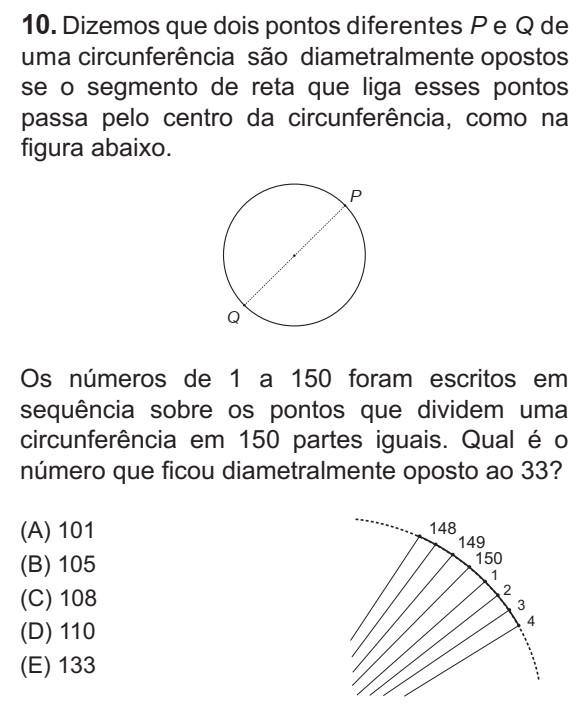 10. Dizemos que dois pontos diferentes P e Q de
uma circunferência são diametralmente opostos
se o segmento de reta que liga esses pontos
passa pelo centro da circunferência, como na
figura abaixo.
P
Q
Os números de 1 a 150 foram escritos em
sequência sobre os pontos que dividem uma
circunferência em 150 partes iguais. Qual é o
número que ficou diametralmente oposto ao 33?
(A) 101
(B) 105
(C) 108
(D) 110
(E) 133
148
149
150
1
2
3
4